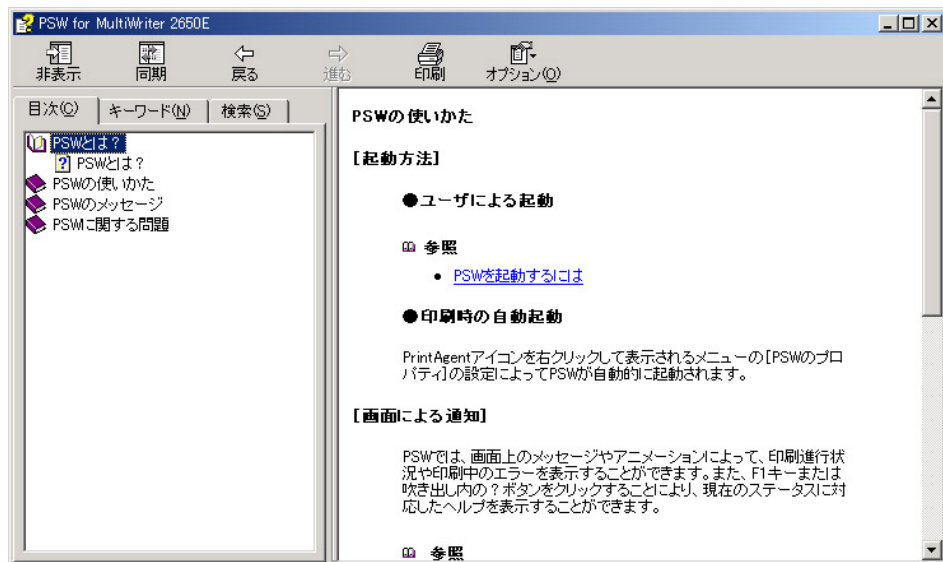 PSW for MultiWriter 2650E
非表示 同期 戻る 進む 印刷 オプション(O)
目次(C) キーワード(N) 検索(S)
PSWとは？
PSWとは？
PSWの使いかた
PSWのメッセージ
PSWに関する問題
PSWの使いかた
[起動方法]
●ユーザによる起動
参照
• PSWを起動するには
●印刷時の自動起動
PrintAgentアイコンを右クリックして表示されるメニューの[PSWのプロ
パティ]の設定によってPSWが自動的に起動されます。
[画面による通知]
PSWでは、画面上のメッセージやアニメーションによって、印刷進行状
況や印刷中のエラーを表示することができます。また、F1キーまたは
吹き出し内の？ボタンをクリックすることにより、現在のステータスに対
応したヘルプを表示することができます。
参照